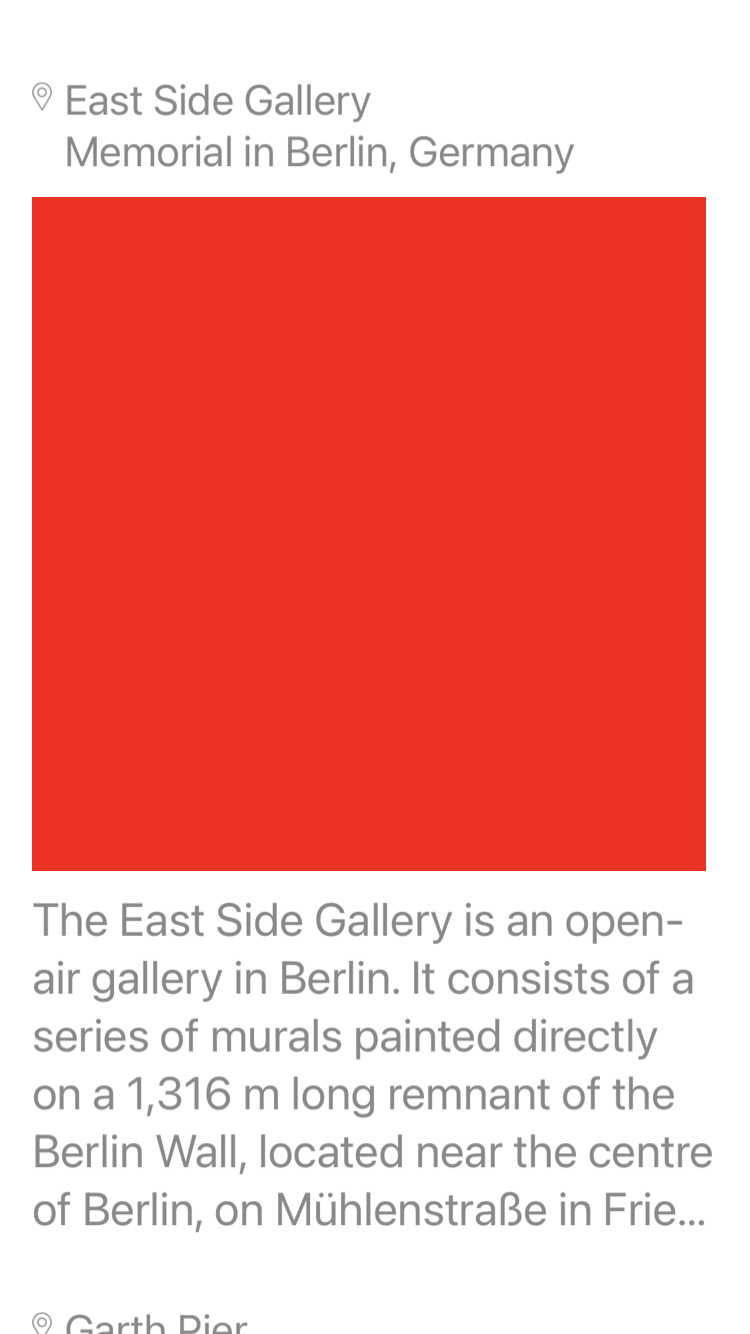 East Side Gallery
Memorial in Berlin, Germany
The East Side Gallery is an open-
air gallery in Berlin. It consists of a
series of murals painted directly
on a 1,316 m long remnant of the
Berlin Wall, located near the centre
of Berlin, on Mühlenstraße in Frie...
Garth Pier